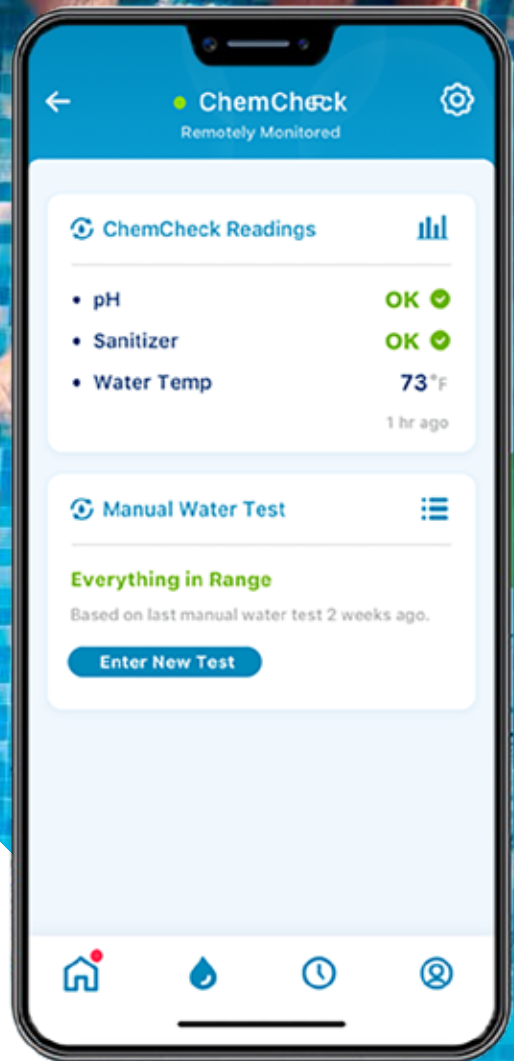 ChemCheck
Remotely Monitored
ChemCheck Readings
• pH OK
• Sanitizer OK
• Water Temp 73°F
1 hr ago
Manual Water Test
Everything in Range
Based on last manual water test 2 weeks ago.
Enter New Test